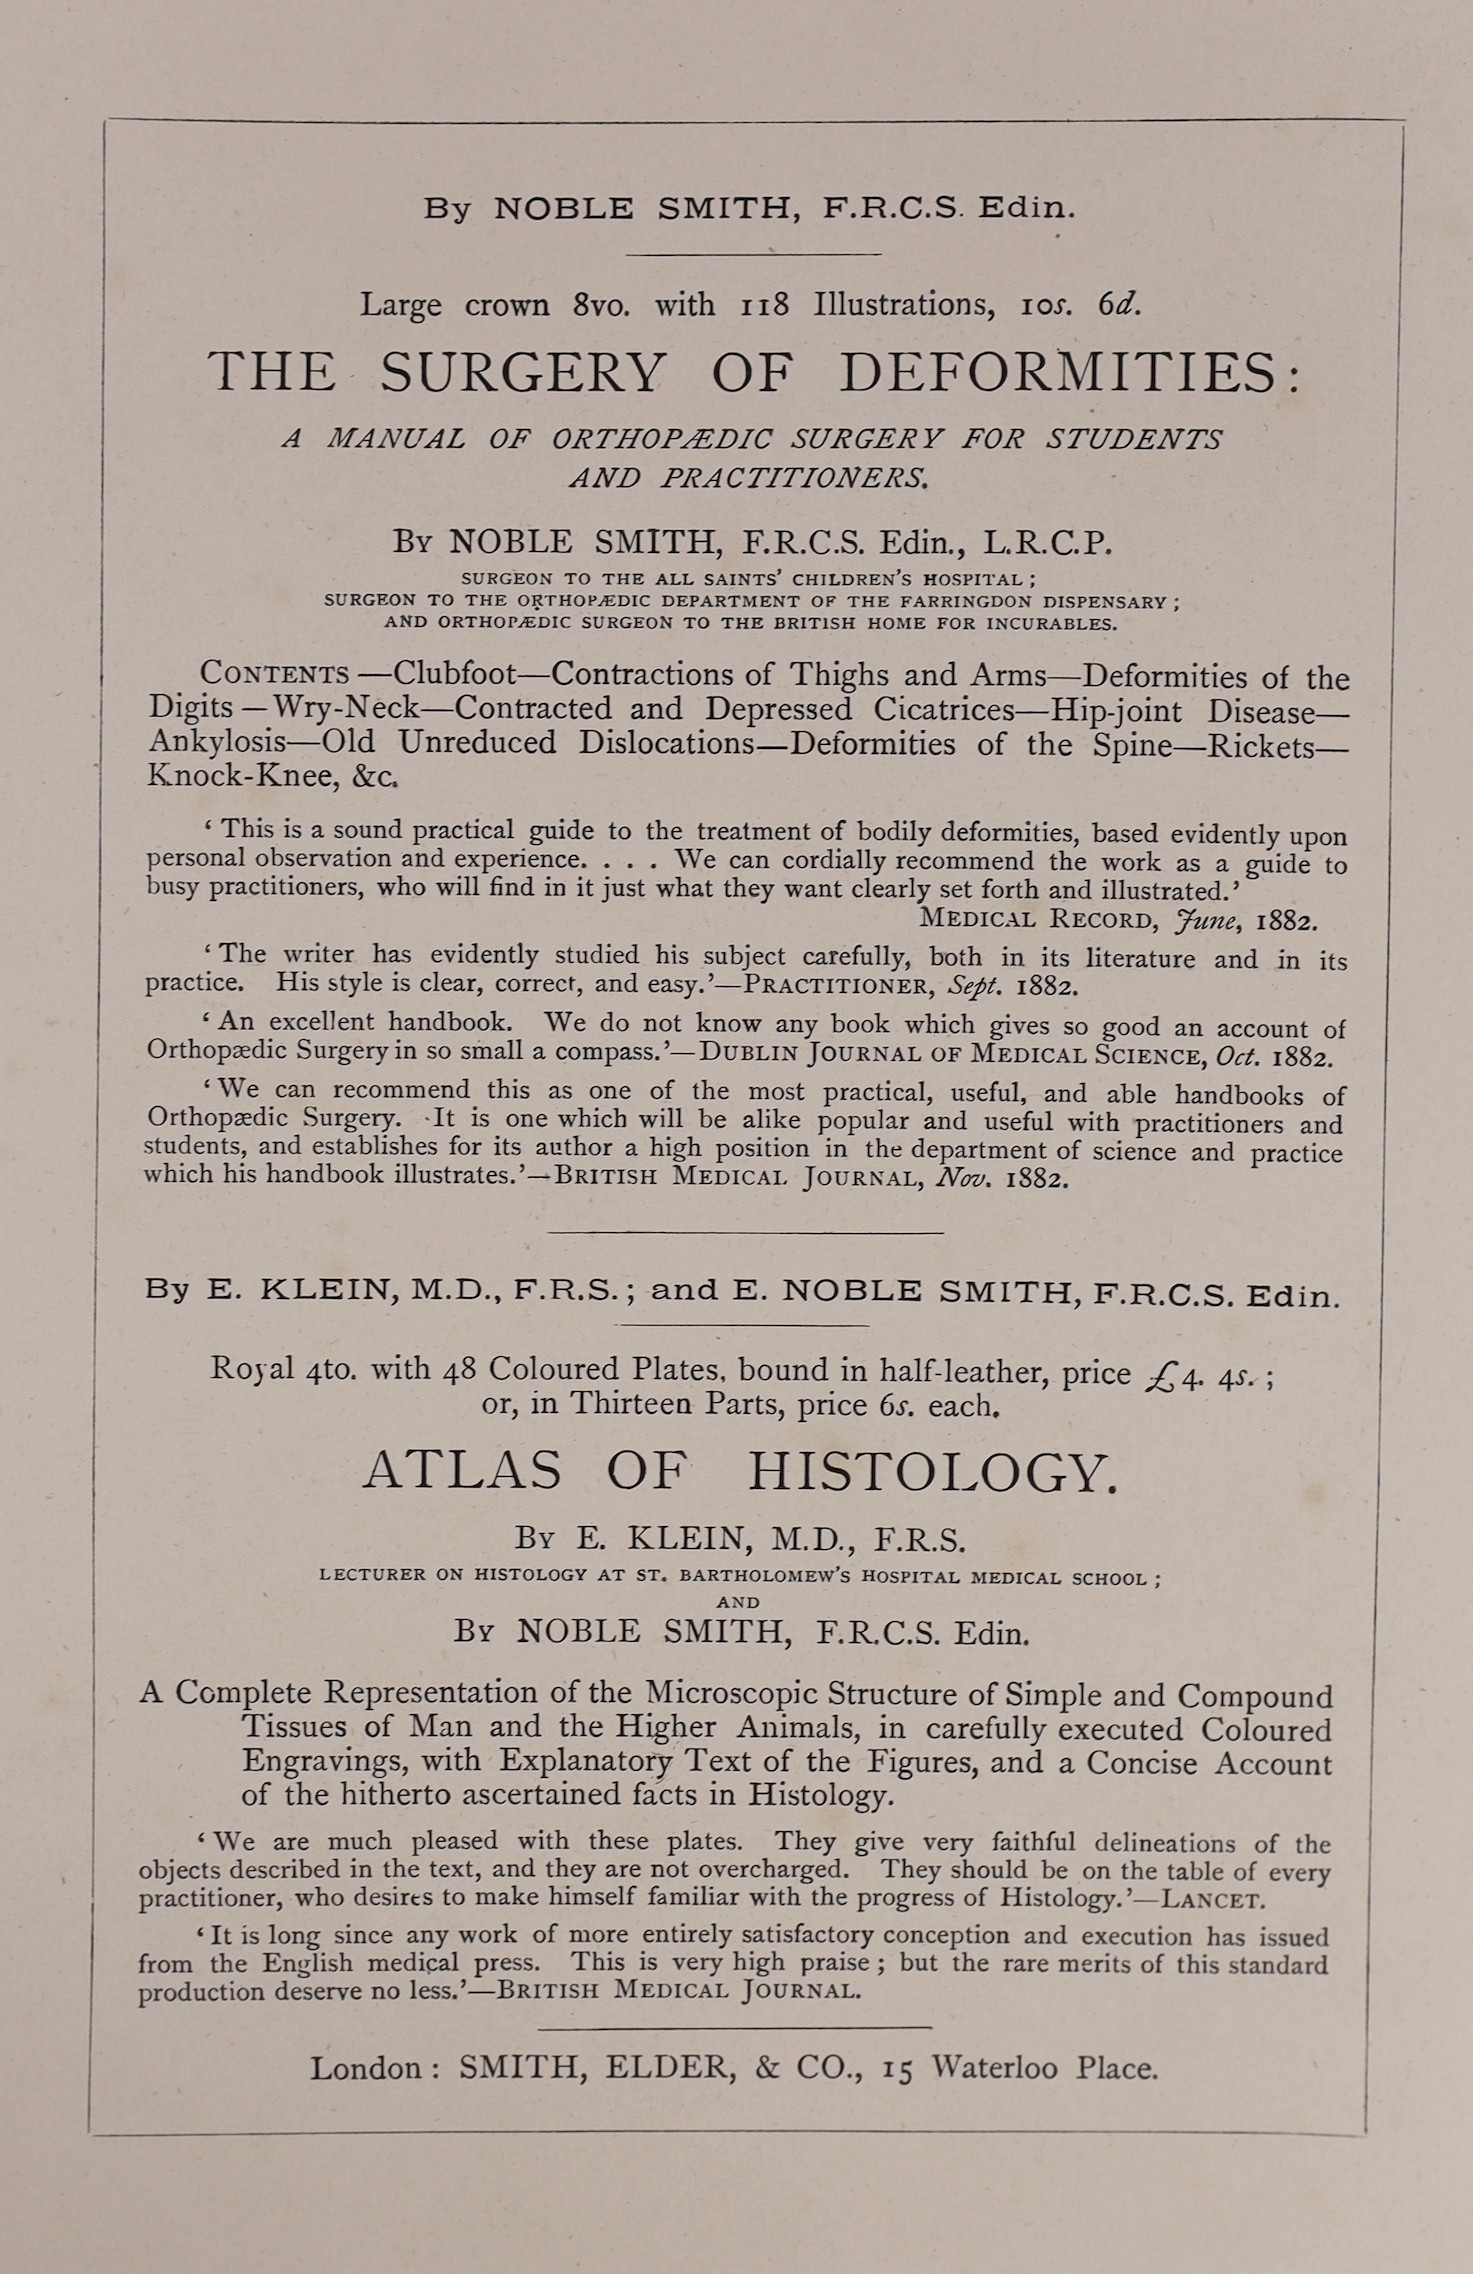 By NOBLE SMITH, F.R.C.S. Edin.
Large crown 8vo. with 118 Illustrations, 10s. 6d.
THE SURGERY OF DEFORMITIES:
A MANUAL OF ORTHOPÆDIC SURGERY FOR STUDENTS
AND PRACTITIONERS.
By NOBLE SMITH, F.R.C.S. Edin., L.R.C.P.
SURGEON TO THE ALL SAINTS' CHILDREN'S HOSPITAL;
SURGEON TO THE ORTHOPÆDIC DEPARTMENT OF THE FARRINGDON DISPENSARY;
AND ORTHOPÆDIC SURGEON TO THE BRITISH HOME FOR INCURABLES.
CONTENTS—Clubfoot—Contractions of Thighs and Arms—Deformities of the
Digits—Wry-Neck—Contracted and Depressed Cicatrices—Hip-joint Disease—
Ankylosis—Old Unreduced Dislocations—Deformities of the Spine—Rickets—
Knock-Knee, &c.
'This is a sound practical guide to the treatment of bodily deformities, based evidently upon
personal observation and experience. . . . We can cordially recommend the work as a guide to
busy practitioners, who will find in it just what they want clearly set forth and illustrated.'
MEDICAL RECORD, June, 1882.
'The writer has evidently studied his subject carefully, both in its literature and in its
practice. His style is clear, correct, and easy.'—PRACTITIONER, Sept. 1882.
'An excellent handbook. We do not know any book which gives so good an account of
Orthopædic Surgery in so small a compass.'—DUBLIN JOURNAL OF MEDICAL SCIENCE, Oct. 1882.
'We can recommend this as one of the most practical, useful, and able handbooks of
Orthopædic Surgery. It is one which will be alike popular and useful with practitioners and
students, and establishes for its author a high position in the department of science and practice
which his handbook illustrates.'—BRITISH MEDICAL JOURNAL, Nov. 1882.
By E. KLEIN, M.D., F.R.S.; and E. NOBLE SMITH, F.R.C.S. Edin.
Royal 4to. with 48 Coloured Plates, bound in half-leather, price £4. 4s.;
or, in Thirteen Parts, price 6s. each.
ATLAS OF HISTOLOGY.
By E. KLEIN, M.D., F.R.S.
LECTURER ON HISTOLOGY AT ST. BARTHOLOMEW'S HOSPITAL MEDICAL SCHOOL;
AND
By NOBLE SMITH, F.R.C.S. Edin.
A Complete Representation of the Microscopic Structure of Simple and Compound
Tissues of Man and the Higher Animals, in carefully executed Coloured
Engravings, with Explanatory Text of the Figures, and a Concise Account
of the hitherto ascertained facts in Histology.
'We are much pleased with these plates. They give very faithful delineations of the
objects described in the text, and they are not overcharged. They should be on the table of every
practitioner, who desires to make himself familiar with the progress of Histology.'—LANCET.
'It is long since any work of more entirely satisfactory conception and execution has issued
from the English medical press. This is very high praise; but the rare merits of this standard
production deserve no less.'—BRITISH MEDICAL JOURNAL.
London: SMITH, ELDER, & CO., 15 Waterloo Place.